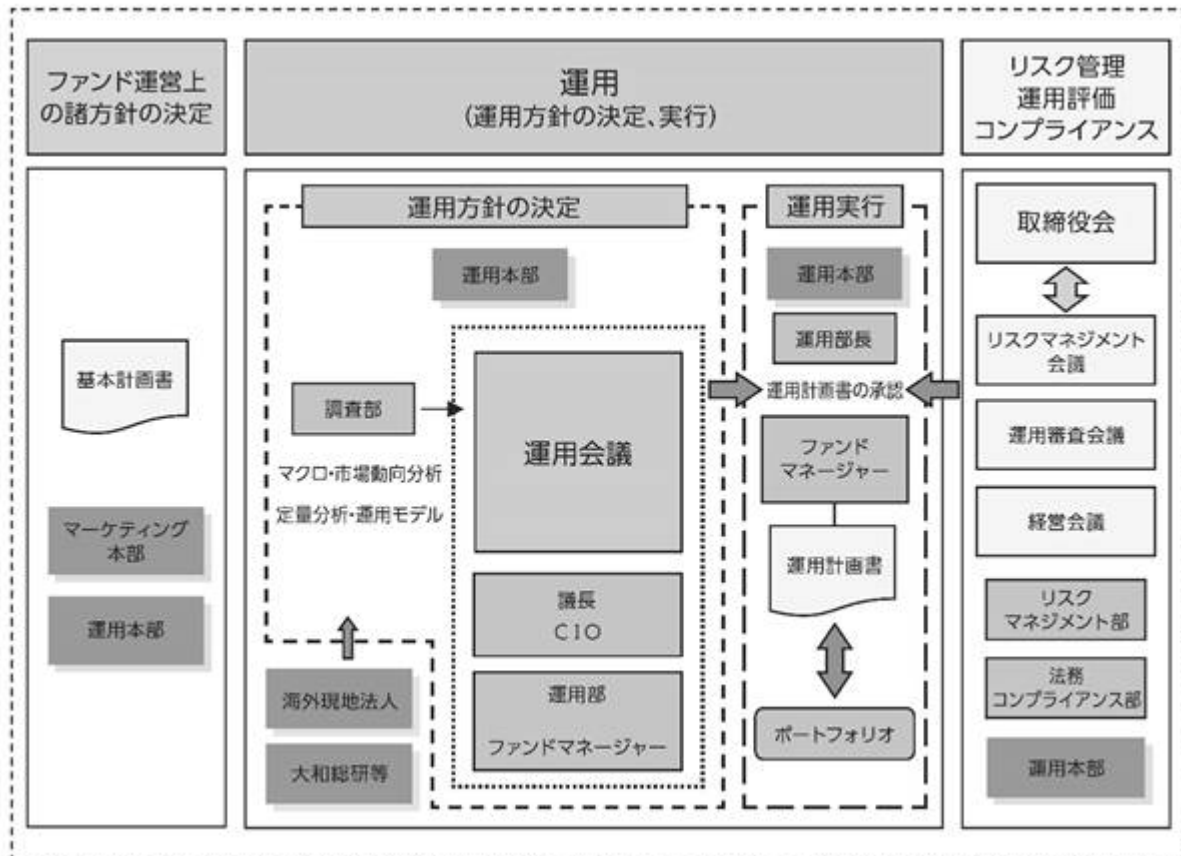 ファンド運営上
の諸方針の決定
運用
(運用方針の決定、実行)
リスク管理
運用評価
コンプライアンス
基本計画書
マーケティング
本部
運用本部
運用方針の決定
運用本部
調査部
マクロ・市場動向分析
定量分析・運用モデル
運用会議
議長
CIO
運用部
ファンドマネージャー
海外現地法人
大和総研等
運用実行
運用本部
運用部長
運用計画書の承認
ファンド
マネージャー
運用計画書
ポートフォリオ
取締役会
リスクマネジメント
会議
運用審査会議
経営会議
リスク
マネジメント部
法務
コンプライアンス部
運用本部